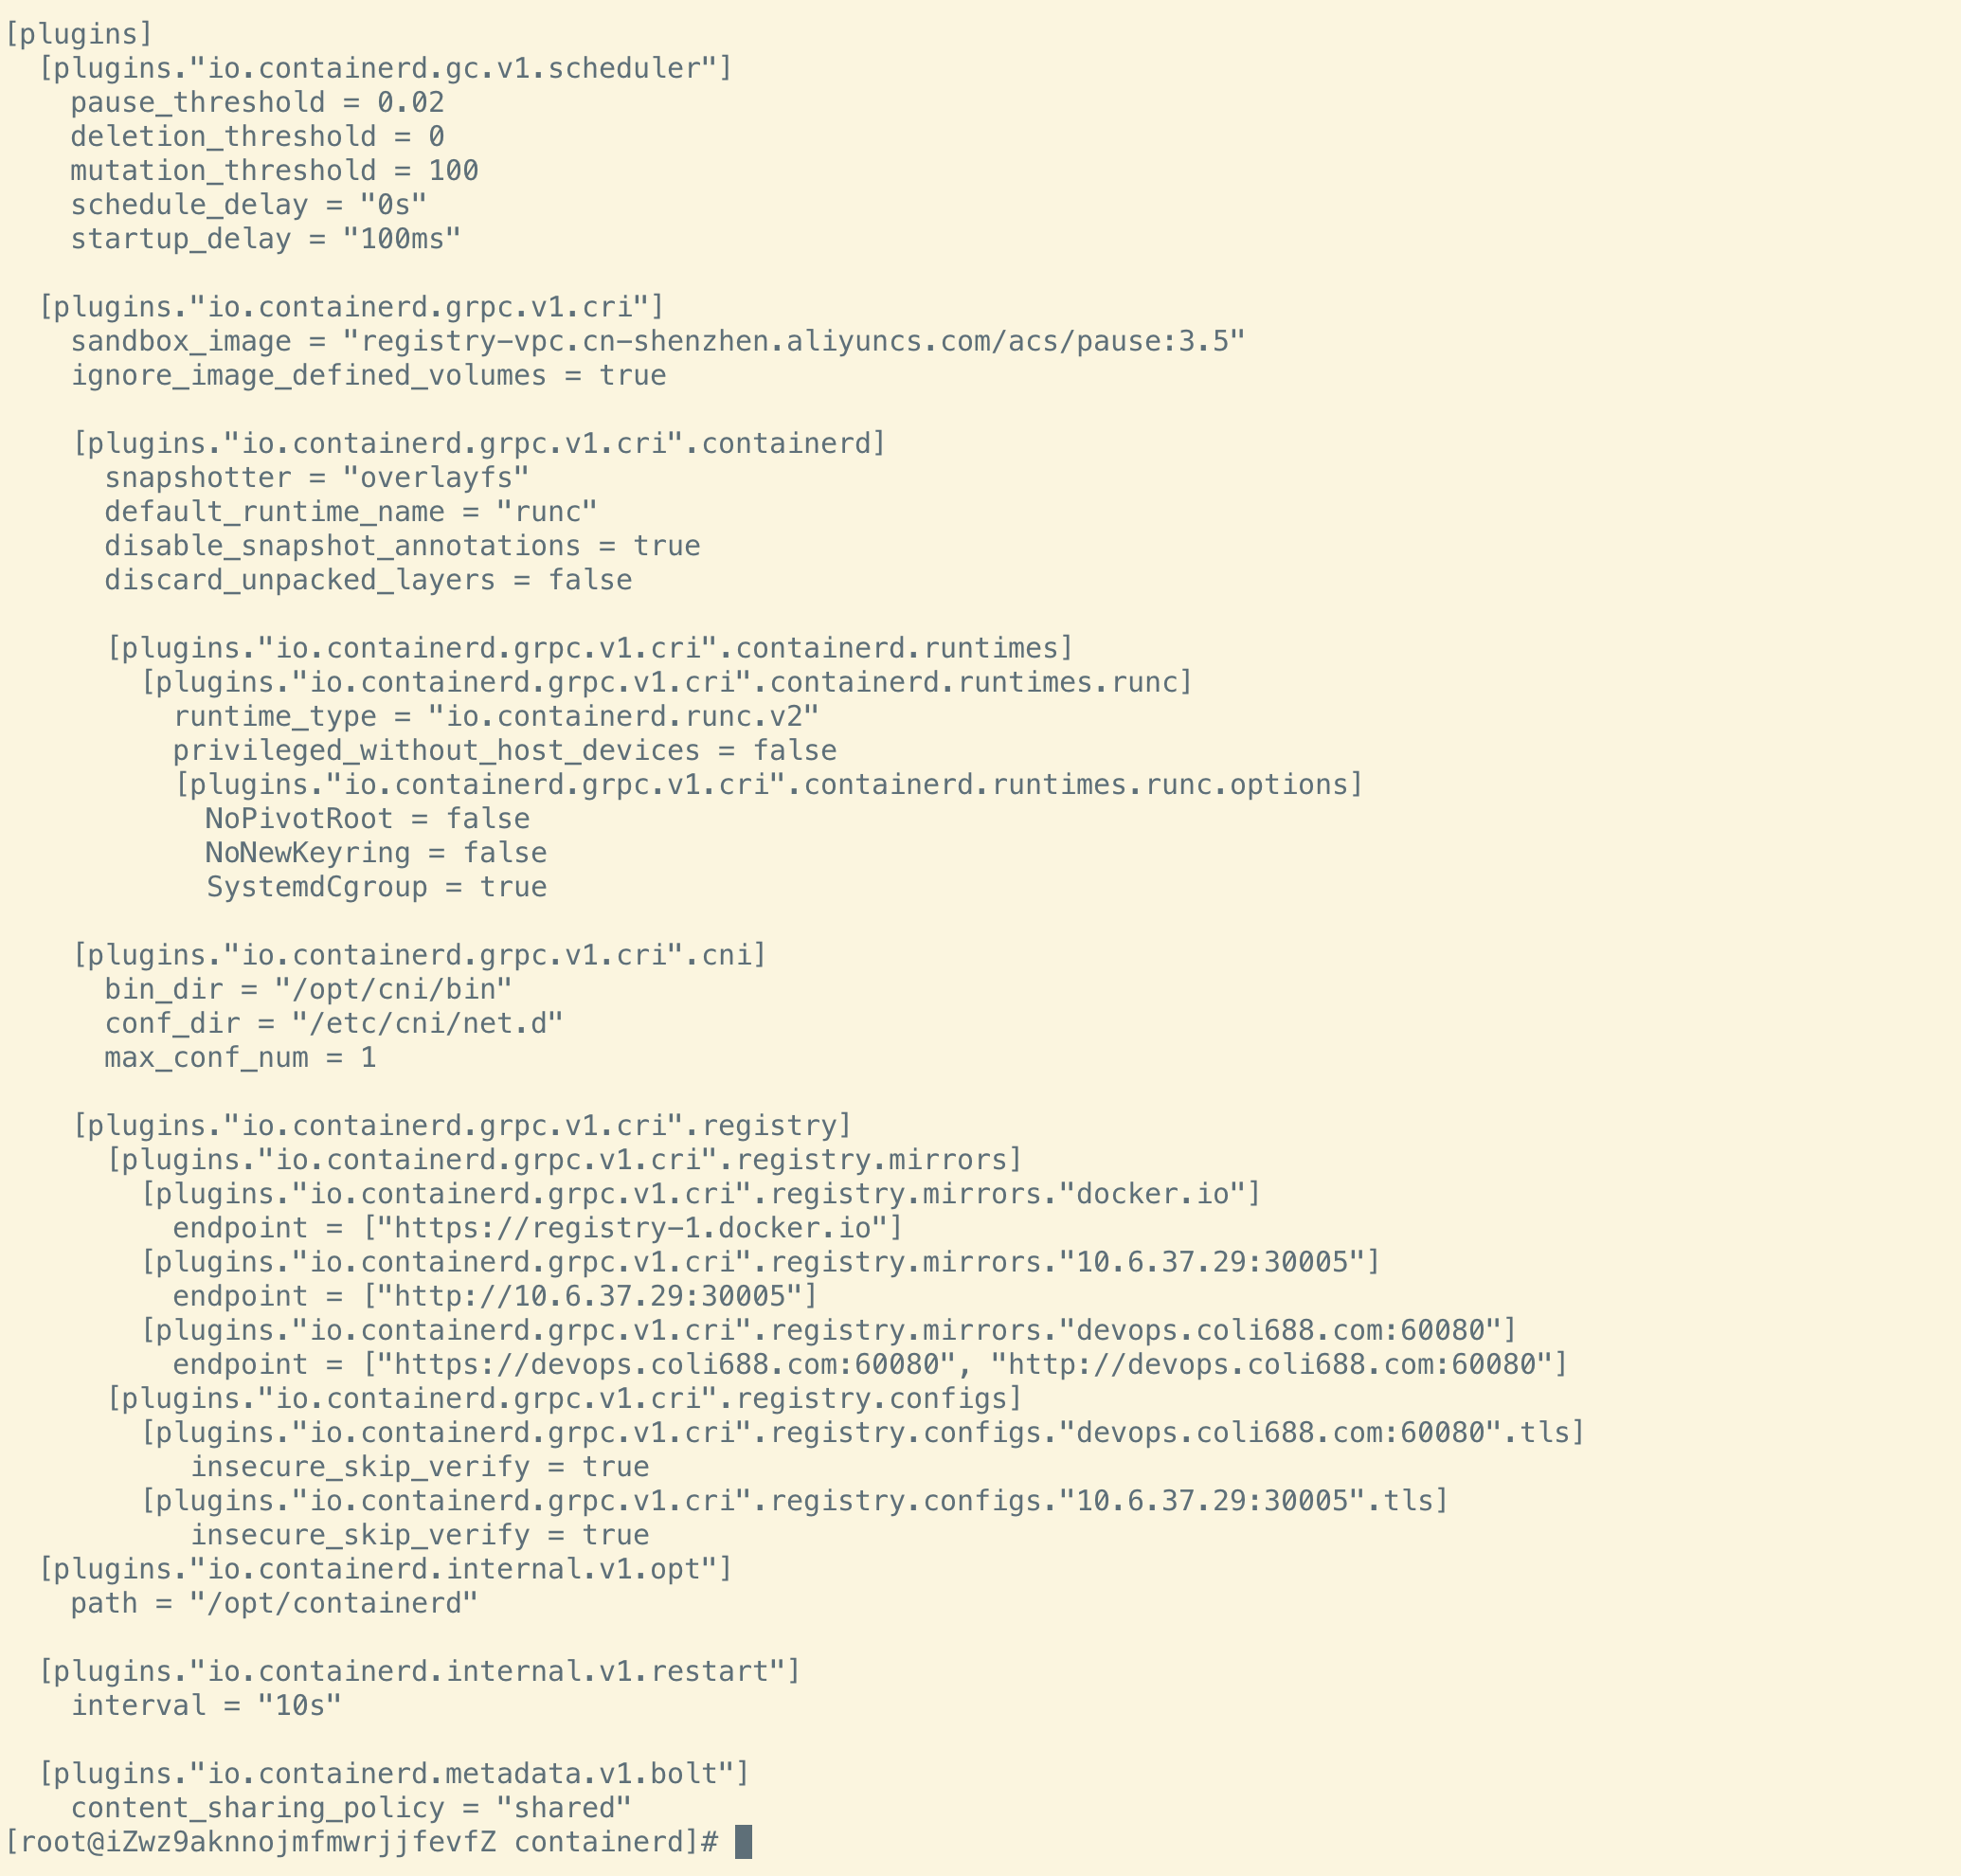 [plugins]
  [plugins."io.containerd.gc.v1.scheduler"]
    pause_threshold = 0.02
    deletion_threshold = 0
    mutation_threshold = 100
    schedule_delay = "0s"
    startup_delay = "100ms"

  [plugins."io.containerd.grpc.v1.cri"]
    sandbox_image = "registry-vpc.cn-shenzhen.aliyuncs.com/acs/pause:3.5"
    ignore_image_defined_volumes = true

    [plugins."io.containerd.grpc.v1.cri".containerd]
      snapshotter = "overlayfs"
      default_runtime_name = "runc"
      disable_snapshot_annotations = true
      discard_unpacked_layers = false

      [plugins."io.containerd.grpc.v1.cri".containerd.runtimes]
        [plugins."io.containerd.grpc.v1.cri".containerd.runtimes.runc]
          runtime_type = "io.containerd.runc.v2"
          privileged_without_host_devices = false
          [plugins."io.containerd.grpc.v1.cri".containerd.runtimes.runc.options]
            NoPivotRoot = false
            NoNewKeyring = false
            SystemdCgroup = true

    [plugins."io.containerd.grpc.v1.cri".cni]
      bin_dir = "/opt/cni/bin"
      conf_dir = "/etc/cni/net.d"
      max_conf_num = 1

    [plugins."io.containerd.grpc.v1.cri".registry]
      [plugins."io.containerd.grpc.v1.cri".registry.mirrors]
        [plugins."io.containerd.grpc.v1.cri".registry.mirrors."docker.io"]
          endpoint = ["https://registry-1.docker.io"]
        [plugins."io.containerd.grpc.v1.cri".registry.mirrors."10.6.37.29:30005"]
          endpoint = ["http://10.6.37.29:30005"]
        [plugins."io.containerd.grpc.v1.cri".registry.mirrors."devops.coli688.com:60080"]
          endpoint = ["https://devops.coli688.com:60080", "http://devops.coli688.com:60080"]
      [plugins."io.containerd.grpc.v1.cri".registry.configs]
        [plugins."io.containerd.grpc.v1.cri".registry.configs."devops.coli688.com:60080".tls]
           insecure_skip_verify = true
        [plugins."io.containerd.grpc.v1.cri".registry.configs."10.6.37.29:30005".tls]
           insecure_skip_verify = true
  [plugins."io.containerd.internal.v1.opt"]
    path = "/opt/containerd"

  [plugins."io.containerd.internal.v1.restart"]
    interval = "10s"

  [plugins."io.containerd.metadata.v1.bolt"]
    content_sharing_policy = "shared"
[root@iZwz9aknnojmfmwrjjfevfZ containerd]#